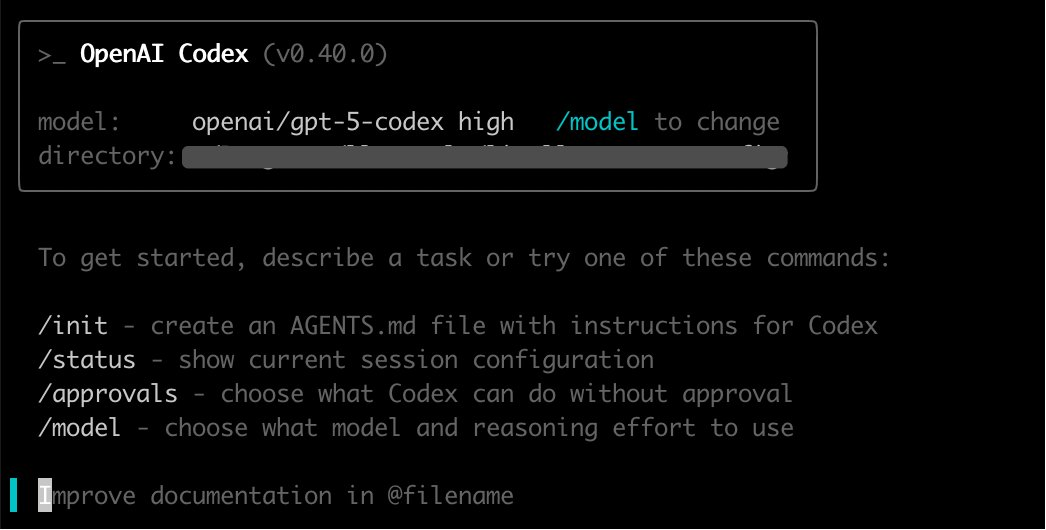 >_ OpenAI Codex (v0.40.0)
model: openai/gpt-5-codex high /model to change
directory:
To get started, describe a task or try one of these commands:
/init - create an AGENTS.md file with instructions for Codex
/status - show current session configuration
/approvals - choose what Codex can do without approval
/model - choose what model and reasoning effort to use
Improve documentation in @filename